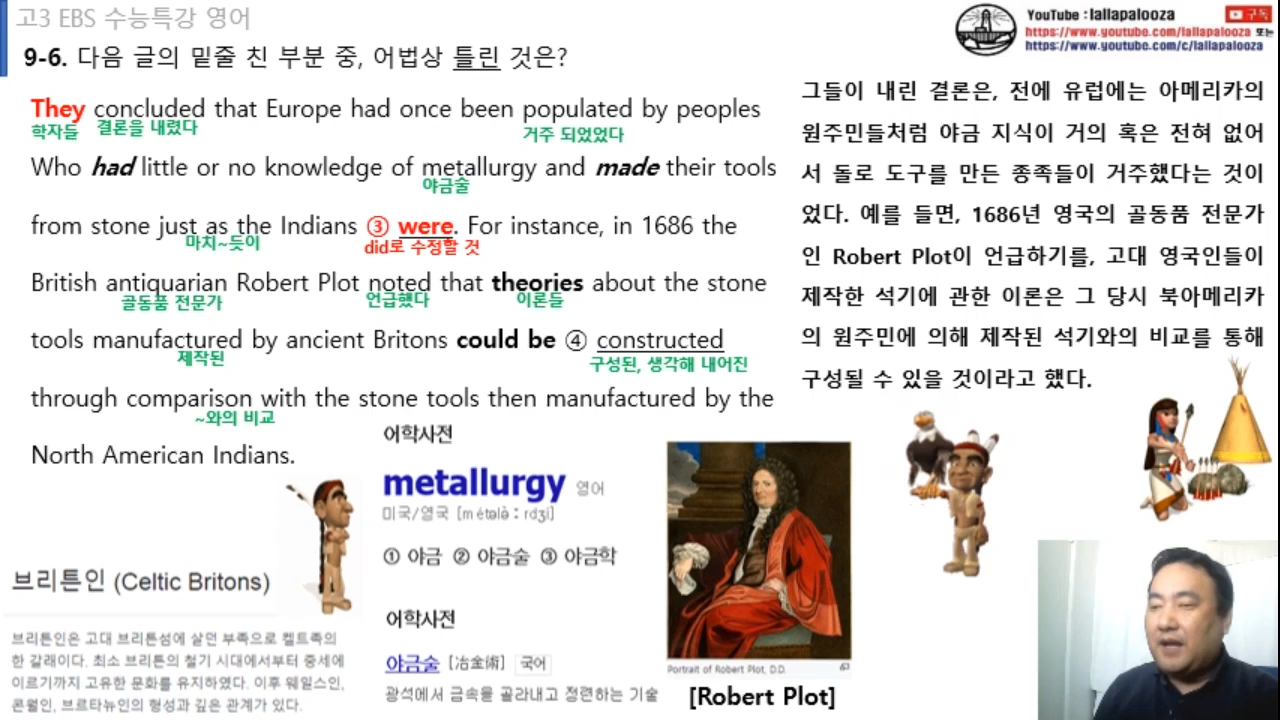 고3 EBS 수능특강 영어
YouTube : lallapalooza
구독
https://www.youtube.com/lallapalooza 또는
https://www.youtube.com/c/lallapalooza
9-6. 다음 글의 밑줄 친 부분 중, 어법상 틀린 것은?
They concluded that Europe had once been populated by peoples
학자들 결론을 내렸다 거주 되었었다
Who had little or no knowledge of metallurgy and made their tools
야금술
from stone just as the Indians ③ were. For instance, in 1686 the
마치~듯이 did로 수정할 것
British antiquarian Robert Plot noted that theories about the stone
골동품 전문가 언급했다 이론들
tools manufactured by ancient Britons could be ④ constructed
제작된 구성된, 생각해 내어진
through comparison with the stone tools then manufactured by the
~와의 비교
North American Indians.
그들이 내린 결론은, 전에 유럽에는 아메리카의
원주민들처럼 야금 지식이 거의 혹은 전혀 없어
서 돌로 도구를 만든 종족들이 거주했다는 것이
었다. 예를 들면, 1686년 영국의 골동품 전문가
인 Robert Plot이 언급하기를, 고대 영국인들이
제작한 석기에 관한 이론은 그 당시 북아메리카
의 원주민에 의해 제작된 석기와의 비교를 통해
구성될 수 있을 것이라고 했다.
어학사전
metallurgy 영어
미국/영국 [métələ̀ːrdʒi]
① 야금 ② 야금술 ③ 야금학
어학사전
야금술 [冶金術] 국어
광석에서 금속을 골라내고 정련하는 기술
브리튼인 (Celtic Britons)
브리튼인은 고대 브리튼섬에 살던 부족으로 켈트족의
한 갈래이다. 최소 브리튼의 철기 시대에서부터 중세에
이르기까지 고유한 문화를 유지하였다. 이후 웨일스인,
콘월인, 브르타뉴인의 형성과 깊은 관계가 있다.
Portrait of Robert Plot, D.D.
[Robert Plot]